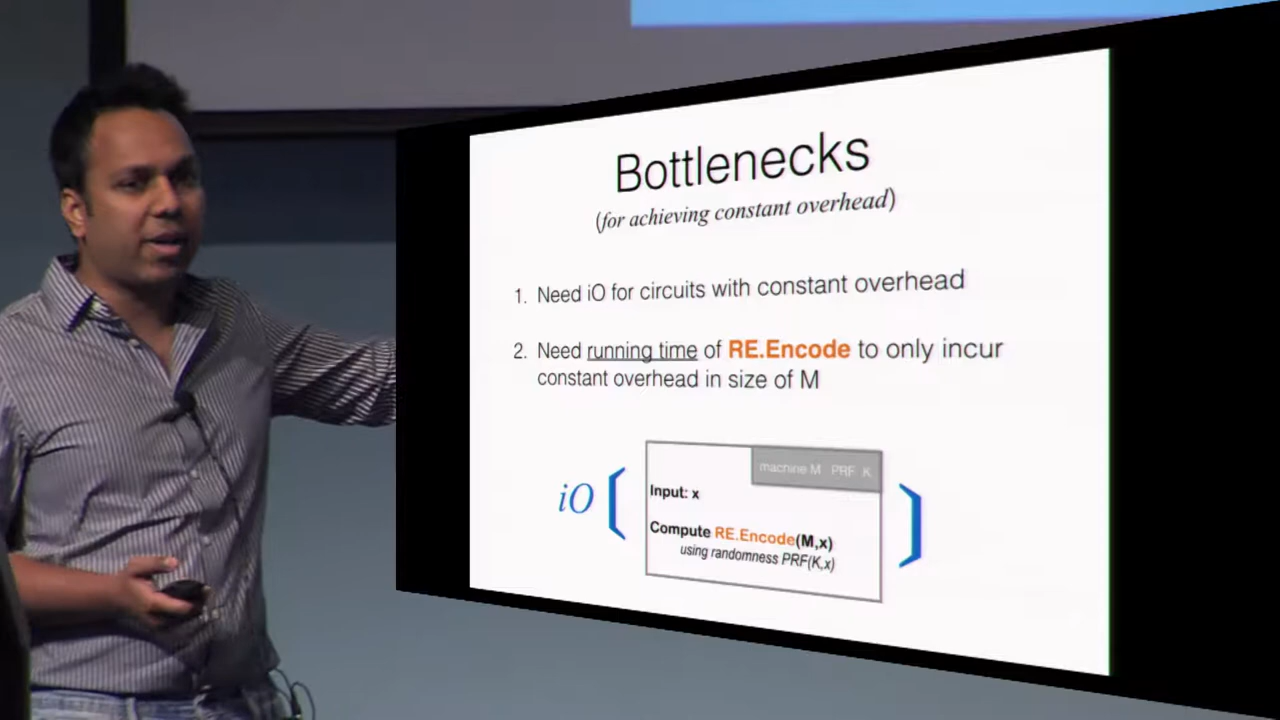 Bottlenecks
(for achieving constant overhead)
1. Need iO for circuits with constant overhead
2. Need running time of RE.Encode to only incur
constant overhead in size of M
machine M PRF K
iO (
Input: x
)
Compute RE.Encode(M,x)
using randomness PRF(K,x)